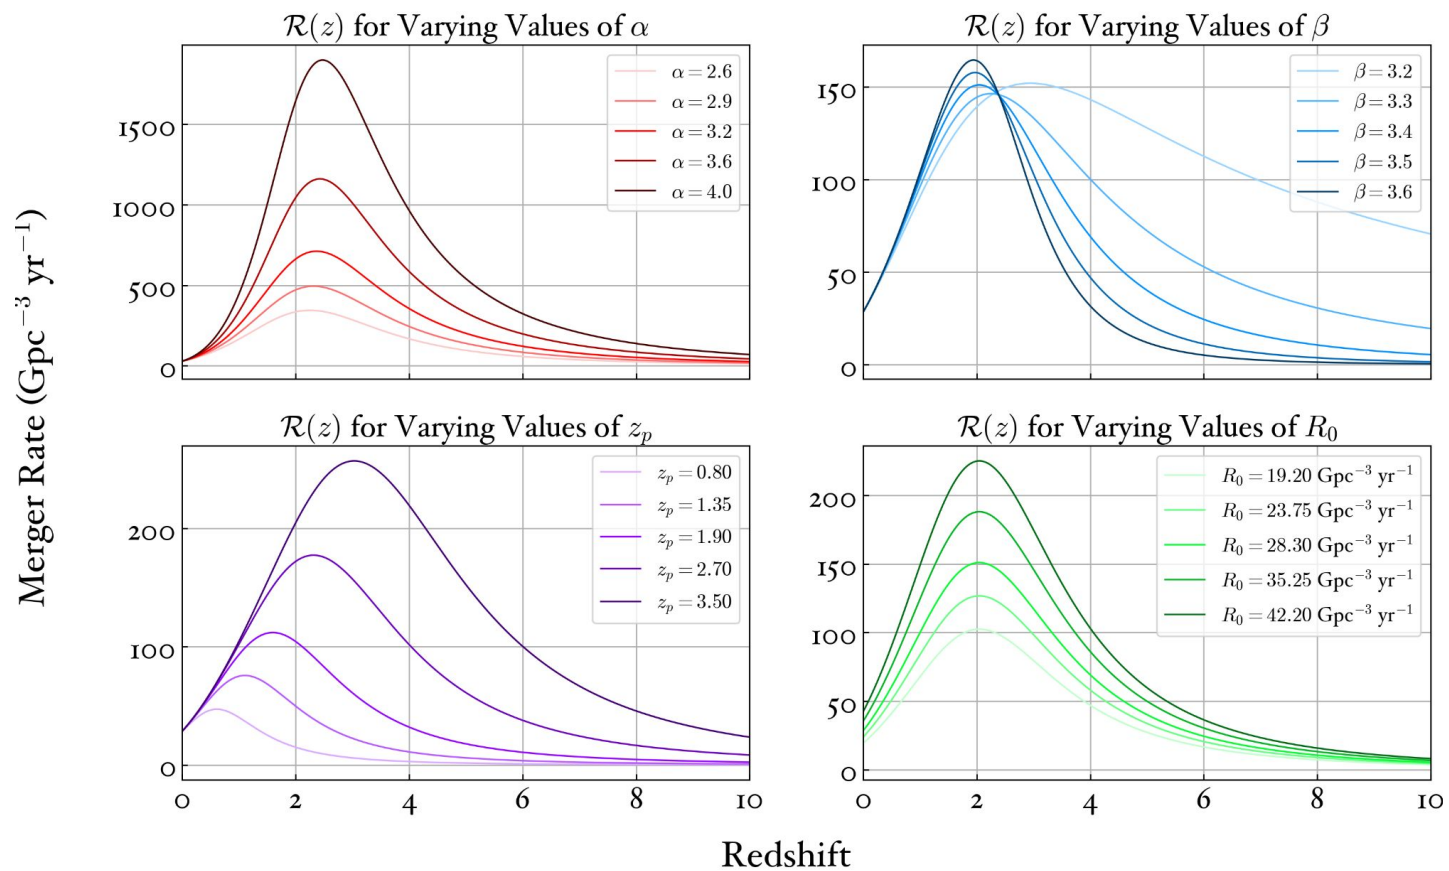 R(z) for Varying Values of α
α = 2.6
α = 2.9
α = 3.2
α = 3.6
α = 4.0
1500
1000
500
0
R(z) for Varying Values of β
β = 3.2
β = 3.3
β = 3.4
β = 3.5
β = 3.6
150
100
50
0
Merger Rate (Gpc⁻³ yr⁻¹)
R(z) for Varying Values of zₚ
zₚ = 0.80
zₚ = 1.35
zₚ = 1.90
zₚ = 2.70
zₚ = 3.50
200
100
0
0 2 4 6 8 10
R(z) for Varying Values of R₀
R₀ = 19.20 Gpc⁻³ yr⁻¹
R₀ = 23.75 Gpc⁻³ yr⁻¹
R₀ = 28.30 Gpc⁻³ yr⁻¹
R₀ = 35.25 Gpc⁻³ yr⁻¹
R₀ = 42.20 Gpc⁻³ yr⁻¹
200
150
100
50
0
0 2 4 6 8 10
Redshift